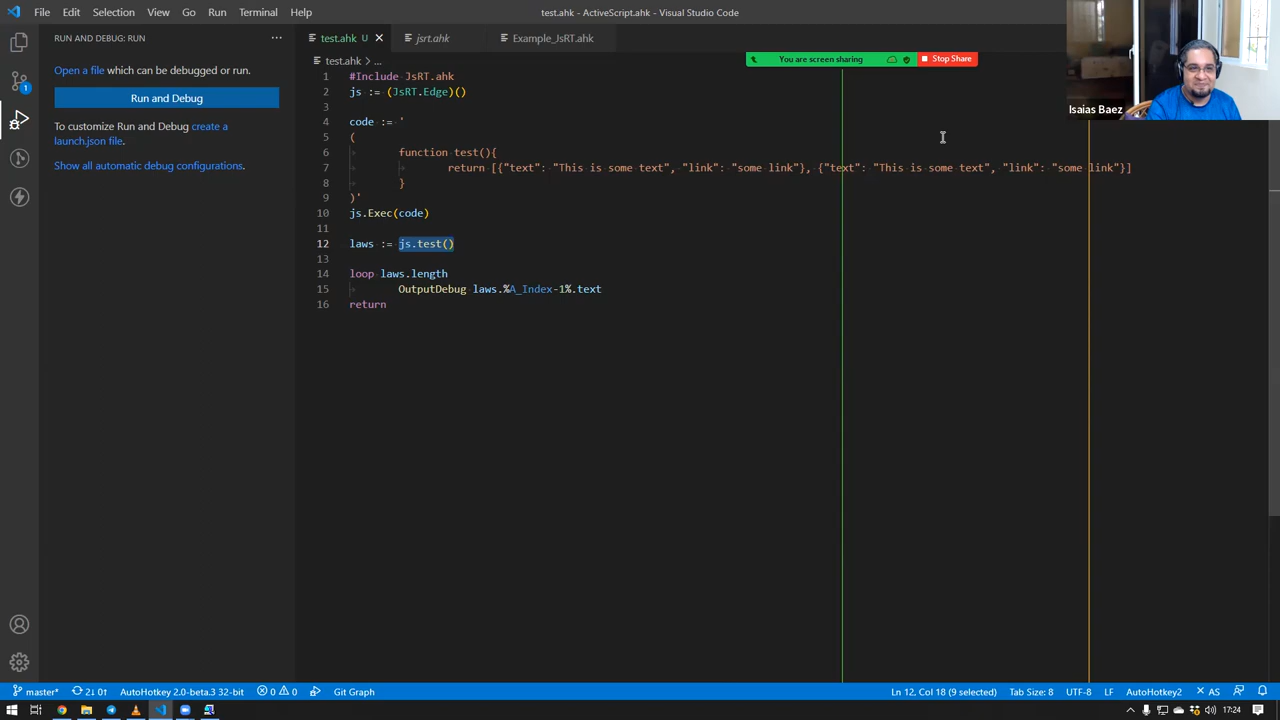 File Edit Selection View Go Run Terminal Help
test.ahk - ActiveScript.ahk - Visual Studio Code
RUN AND DEBUG: RUN
Open a file which can be debugged or run.
Run and Debug
To customize Run and Debug create a
launch.json file.
Show all automatic debug configurations.
1
test.ahk U
jsrt.ahk
Example_JsRT.ahk
test.ahk > ...
You are screen sharing
Stop Share
Isaias Baez
1 #Include JsRT.ahk
2 js := (JsRT.Edge)()
3
4 code := '
5 (
6 function test(){
7 return [{"text": "This is some text", "link": "some link"}, {"text": "This is some text", "link": "some link"}]
8 }
9 )'
10 js.Exec(code)
11
12 laws := js.test()
13
14 loop laws.length
15 OutputDebug laws.%A_Index-1%.text
16 return
master* 2↓ 0↑ AutoHotkey 2.0-beta.3 32-bit 0 0 Git Graph
Ln 12, Col 18 (9 selected) Tab Size: 8 UTF-8 LF AutoHotkey2 AS
17:24